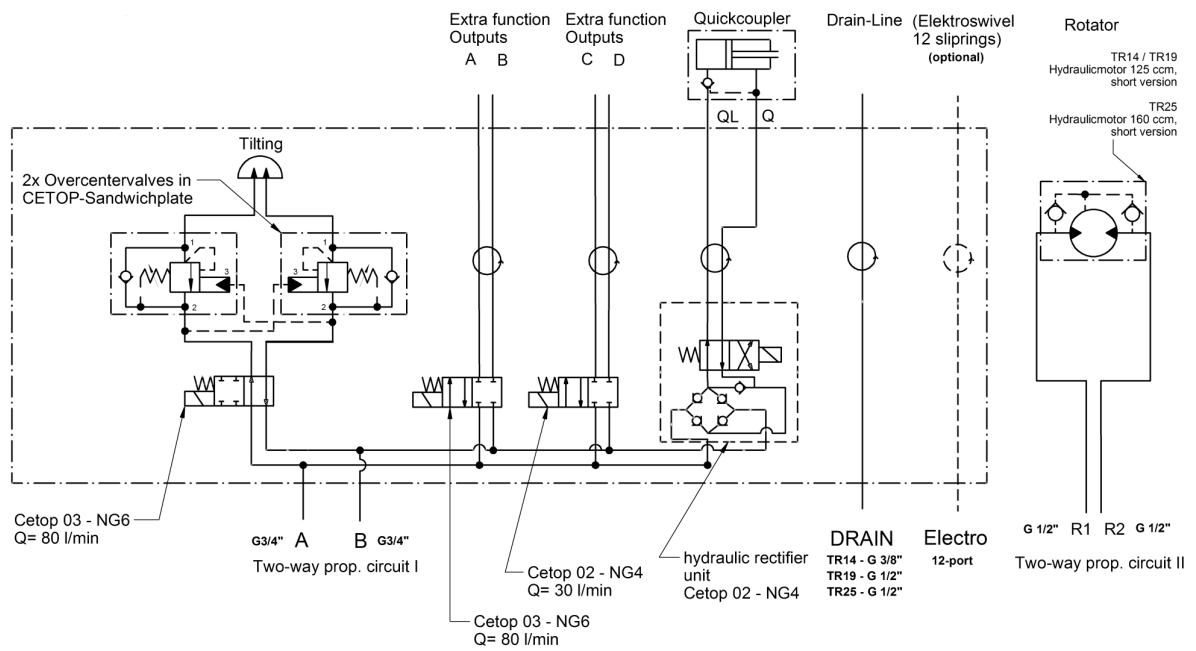 Extra function
Outputs
A B
Extra function
Outputs
C D
Quickcoupler
QL Q
Drain-Line
(Elektroswivel
12 sliprings)
(optional)
Rotator
TR14 / TR19
Hydraulicmotor 125 ccm,
short version
TR25
Hydraulicmotor 160 ccm,
short version
Tilting
2x Overcentervalves in
CETOP-Sandwichplate
1
3
2
1
3
2
Cetop 03 - NG6
Q= 80 l/min
G3/4" A B G3/4"
Two-way prop. circuit I
Cetop 02 - NG4
Q= 30 l/min
Cetop 03 - NG6
Q= 80 l/min
hydraulic rectifier
unit
Cetop 02 - NG4
DRAIN
TR14 - G 3/8"
TR19 - G 1/2"
TR25 - G 1/2"
Electro
12-port
G 1/2" R1 R2 G 1/2"
Two-way prop. circuit II